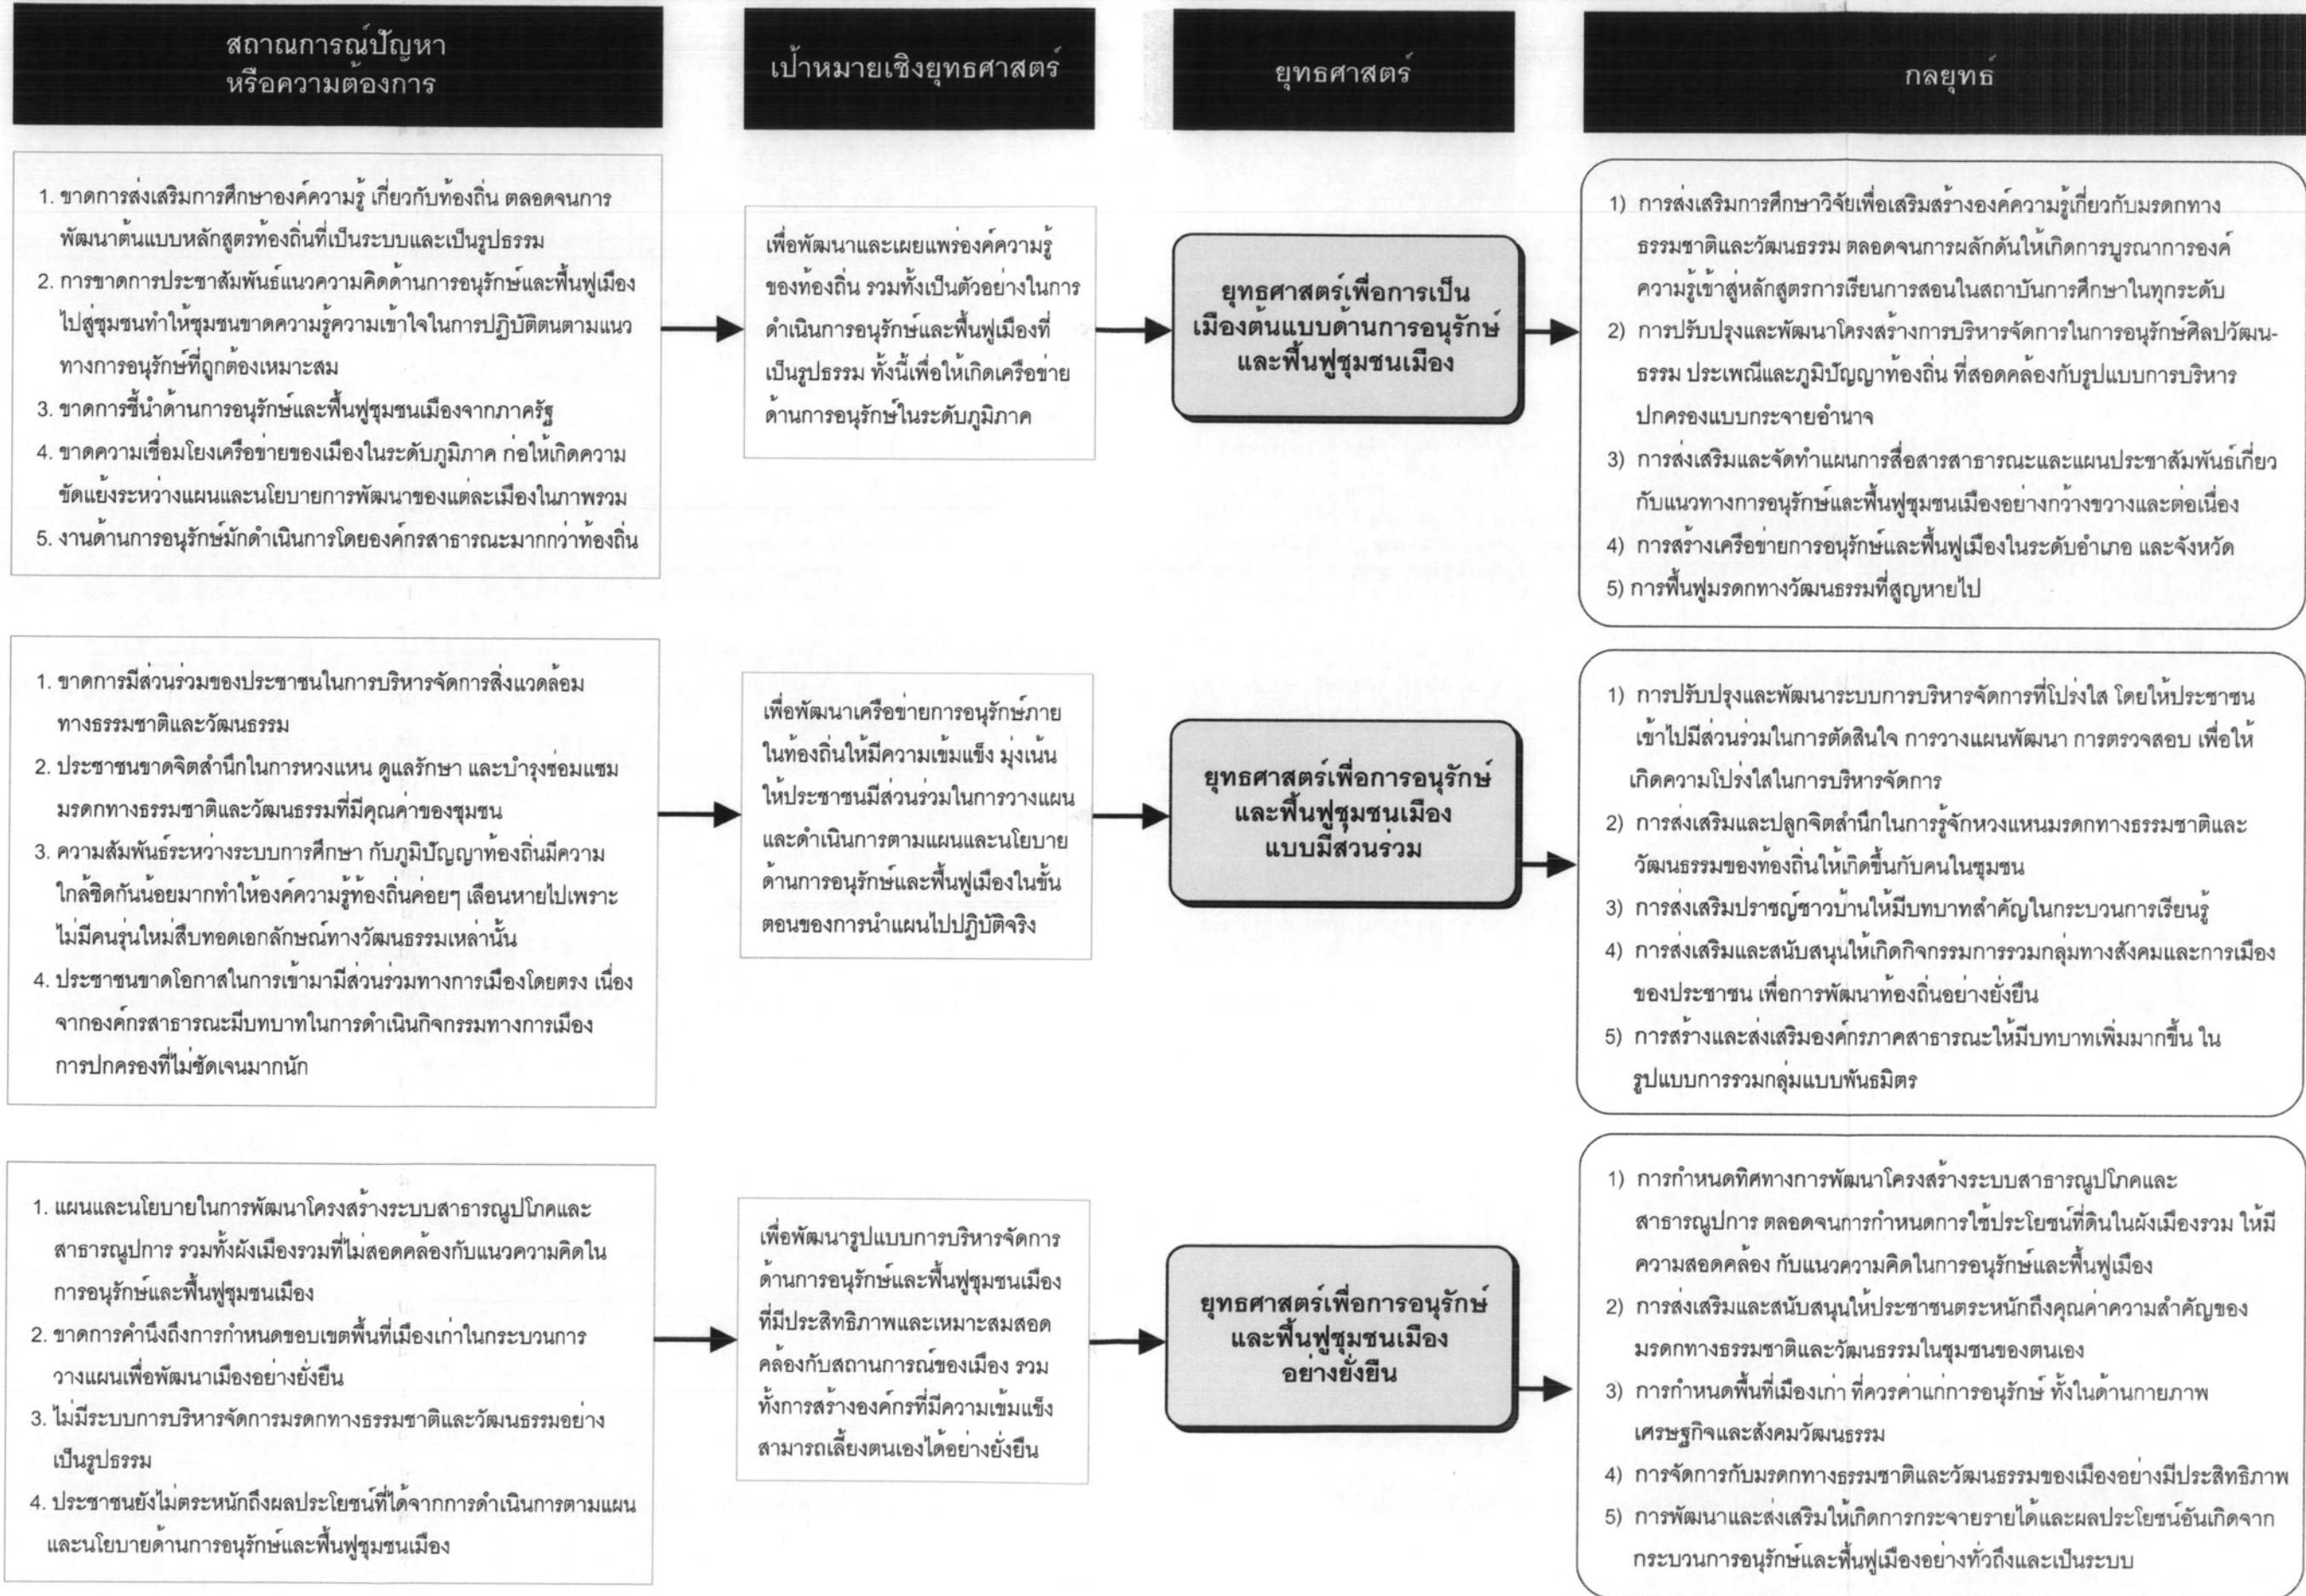 สถาณการณ์ปัญหา
หรือความต้องการ
เป้าหมายเชิงยุทธศาสตร์
ยุทธศาสตร์
กลยุทธ์
1. ขาดการส่งเสริมการศึกษาองค์ความรู้ เกี่ยวกับท้องถิ่น ตลอดจนการ
พัฒนาต้นแบบหลักสูตรท้องถิ่นที่เป็นระบบและเป็นรูปธรรม
2. การขาดการประชาสัมพันธ์แนวความคิดด้านการอนุรักษ์และฟื้นฟูเมือง
ไปสู่ชุมชนทำให้ชุมชนขาดความรู้ความเข้าใจในการปฏิบัติตนตามแนว
ทางการอนุรักษ์ที่ถูกต้องเหมาะสม
3. ขาดการชี้นำด้านการอนุรักษ์และฟื้นฟูชุมชนเมืองจากภาครัฐ
4. ขาดความเชื่อมโยงเครือข่ายของเมืองในระดับภูมิภาค ก่อให้เกิดความ
ขัดแย้งระหว่างแผนและนโยบายการพัฒนาของแต่ละเมืองในภาพรวม
5. งานด้านการอนุรักษ์มักดำเนินการโดยองค์กรสาธารณะมากกว่าท้องถิ่น
เพื่อพัฒนาและเผยแพร่องค์ความรู้
ของท้องถิ่น รวมทั้งเป็นตัวอย่างในการ
ดำเนินการอนุรักษ์และฟื้นฟูเมืองที่
เป็นรูปธรรม ทั้งนี้เพื่อให้เกิดเครือข่าย
ด้านการอนุรักษ์ในระดับภูมิภาค
ยุทธศาสตร์เพื่อการเป็น
เมืองต้นแบบด้านการอนุรักษ์
และฟื้นฟูชุมชนเมือง
1) การส่งเสริมการศึกษาวิจัยเพื่อเสริมสร้างองค์ความรู้เกี่ยวกับมรดกทาง
ธรรมชาติและวัฒนธรรม ตลอดจนการผลักดันให้เกิดการบูรณาการองค์
ความรู้เข้าสู่หลักสูตรการเรียนการสอนในสถาบันการศึกษาในทุกระดับ
2) การปรับปรุงและพัฒนาโครงสร้างการบริหารจัดการในการอนุรักษ์ศิลปวัฒน-
ธรรม ประเพณีและภูมิปัญญาท้องถิ่น ที่สอดคล้องกับรูปแบบการบริหาร
ปกครองแบบกระจายอำนาจ
3) การส่งเสริมและจัดทำแผนการสื่อสารสาธารณะและแผนประชาสัมพันธ์เกี่ยว
กับแนวทางการอนุรักษ์และฟื้นฟูชุมชนเมืองอย่างกว้างขวางและต่อเนื่อง
4) การสร้างเครือข่ายการอนุรักษ์และฟื้นฟูเมืองในระดับอำเภอ และจังหวัด
5) การฟื้นฟูมรดกทางวัฒนธรรมที่สูญหายไป
1. ขาดการมีส่วนร่วมของประชาชนในการบริหารจัดการสิ่งแวดล้อม
ทางธรรมชาติและวัฒนธรรม
2. ประชาชนขาดจิตสำนึกในการหวงแหน ดูแลรักษา และบำรุงซ่อมแซม
มรดกทางธรรมชาติและวัฒนธรรมที่มีคุณค่าของชุมชน
3. ความสัมพันธ์ระหว่างระบบการศึกษา กับภูมิปัญญาท้องถิ่นมีความ
ใกล้ชิดกันน้อยมากทำให้องค์ความรู้ท้องถิ่นค่อยๆ เลือนหายไปเพราะ
ไม่มีคนรุ่นใหม่สืบทอดเอกลักษณ์ทางวัฒนธรรมเหล่านั้น
4. ประชาชนขาดโอกาสในการเข้ามามีส่วนร่วมทางการเมืองโดยตรง เนื่อง
จากองค์กรสาธารณะมีบทบาทในการดำเนินกิจกรรมทางการเมือง
การปกครองที่ไม่ชัดเจนมากนัก
เพื่อพัฒนาเครือข่ายการอนุรักษ์ภาย
ในท้องถิ่นให้มีความเข้มแข็ง มุ่งเน้น
ให้ประชาชนมีส่วนร่วมในการวางแผน
และดำเนินการตามแผนและนโยบาย
ด้านการอนุรักษ์และฟื้นฟูเมืองในขั้น
ตอนของการนำแผนไปปฏิบัติจริง
ยุทธศาสตร์เพื่อการอนุรักษ์
และฟื้นฟูชุมชนเมือง
แบบมีส่วนร่วม
1) การปรับปรุงและพัฒนาระบบการบริหารจัดการที่โปร่งใส โดยให้ประชาชน
เข้าไปมีส่วนร่วมในการตัดสินใจ การวางแผนพัฒนา การตรวจสอบ เพื่อให้
เกิดความโปร่งใสในการบริหารจัดการ
2) การส่งเสริมและปลูกจิตสำนึกในการรู้จักหวงแหนมรดกทางธรรมชาติและ
วัฒนธรรมของท้องถิ่นให้เกิดขึ้นกับคนในชุมชน
3) การส่งเสริมปราชญ์ชาวบ้านให้มีบทบาทสำคัญในกระบวนการเรียนรู้
4) การส่งเสริมและสนับสนุนให้เกิดกิจกรรมการรวมกลุ่มทางสังคมและการเมือง
ของประชาชน เพื่อการพัฒนาท้องถิ่นอย่างยั่งยืน
5) การสร้างและส่งเสริมองค์กรภาคสาธารณะให้มีบทบาทเพิ่มมากขึ้น ใน
รูปแบบการรวมกลุ่มแบบพันธมิตร
1. แผนและนโยบายในการพัฒนาโครงสร้างระบบสาธารณูปโภคและ
สาธารณูปการ รวมทั้งผังเมืองรวมที่ไม่สอดคล้องกับแนวความคิดใน
การอนุรักษ์และฟื้นฟูชุมชนเมือง
2. ขาดการคำนึงถึงการกำหนดขอบเขตพื้นที่เมืองเก่าในกระบวนการ
วางแผนเพื่อพัฒนาเมืองอย่างยั่งยืน
3. ไม่มีระบบการบริหารจัดการมรดกทางธรรมชาติและวัฒนธรรมอย่าง
เป็นรูปธรรม
4. ประชาชนยังไม่ตระหนักถึงผลประโยชน์ที่ได้จากการดำเนินการตามแผน
และนโยบายด้านการอนุรักษ์และฟื้นฟูชุมชนเมือง
เพื่อพัฒนารูปแบบการบริหารจัดการ
ด้านการอนุรักษ์และฟื้นฟูชุมชนเมือง
ที่มีประสิทธิภาพและเหมาะสมสอด
คล้องกับสถานการณ์ของเมือง รวม
ทั้งการสร้างองค์กรที่มีความเข้มแข็ง
สามารถเลี้ยงตนเองได้อย่างยั่งยืน
ยุทธศาสตร์เพื่อการอนุรักษ์
และฟื้นฟูชุมชนเมือง
อย่างยั่งยืน
1) การกำหนดทิศทางการพัฒนาโครงสร้างระบบสาธารณูปโภคและ
สาธารณูปการ ตลอดจนการกำหนดการใช้ประโยชน์ที่ดินในผังเมืองรวม ให้มี
ความสอดคล้อง กับแนวความคิดในการอนุรักษ์และฟื้นฟูเมือง
2) การส่งเสริมและสนับสนุนให้ประชาชนตระหนักถึงคุณค่าความสำคัญของ
มรดกทางธรรมชาติและวัฒนธรรมในชุมชนของตนเอง
3) การกำหนดพื้นที่เมืองเก่า ที่ควรค่าแก่การอนุรักษ์ ทั้งในด้านกายภาพ
เศรษฐกิจและสังคมวัฒนธรรม
4) การจัดการกับมรดกทางธรรมชาติและวัฒนธรรมของเมืองอย่างมีประสิทธิภาพ
5) การพัฒนาและส่งเสริมให้เกิดการกระจายรายได้และผลประโยชน์อันเกิดจาก
กระบวนการอนุรักษ์และฟื้นฟูเมืองอย่างทั่วถึงและเป็นระบบ